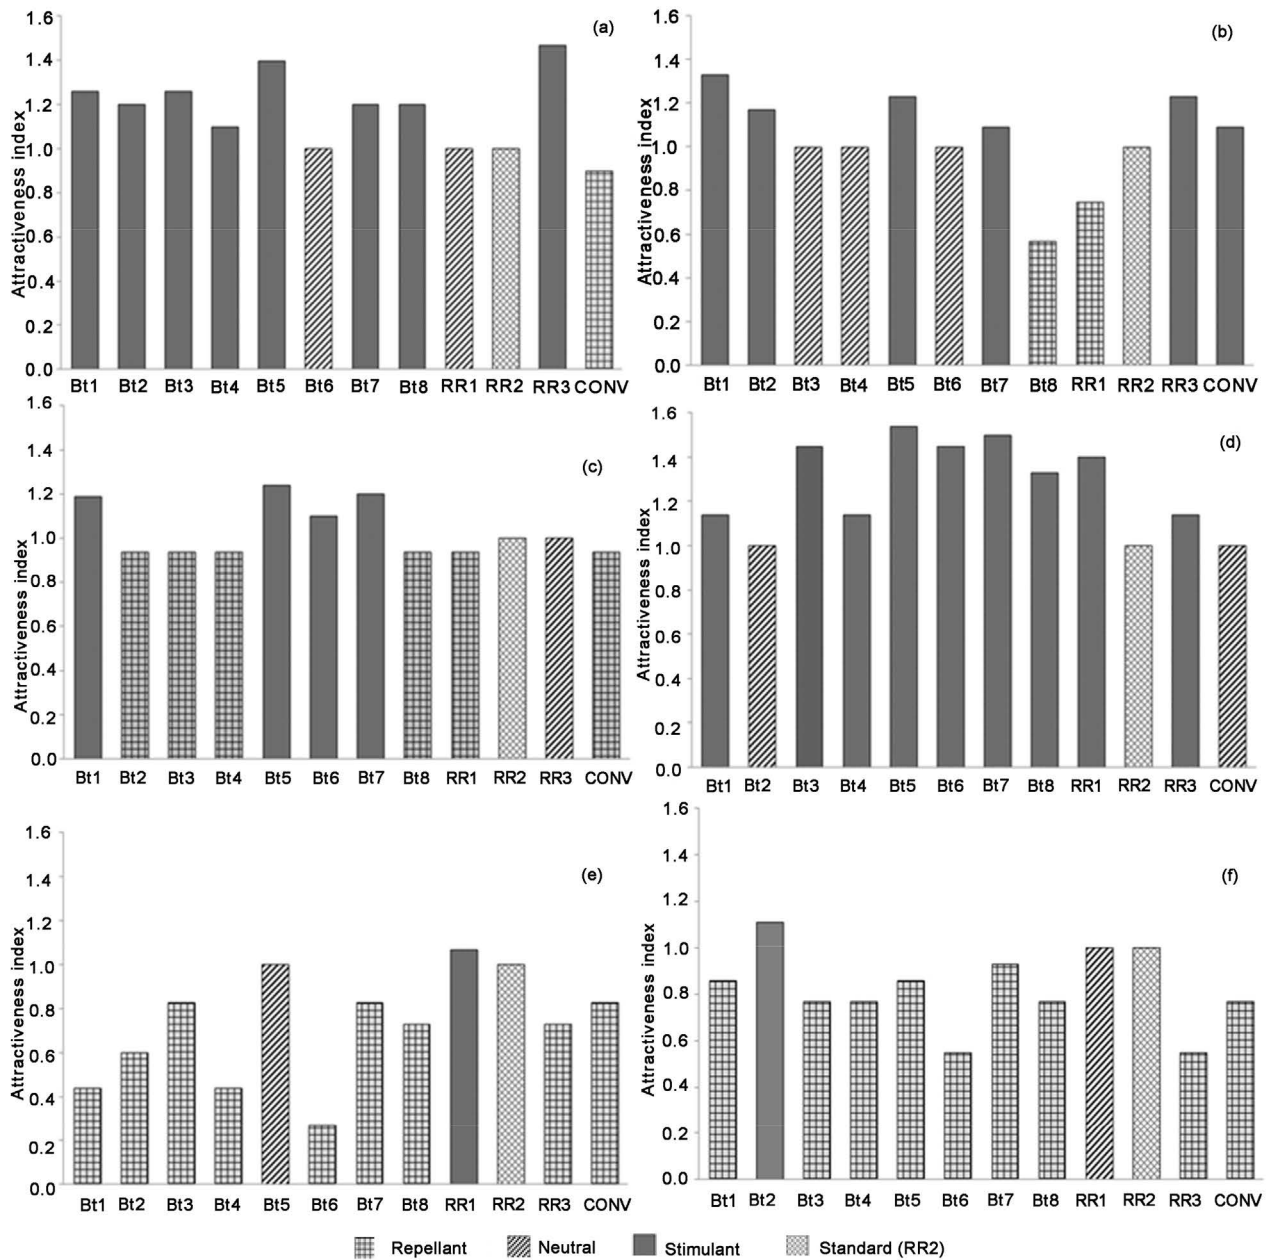 (a)
Attractiveness index
1.6
1.4
1.2
1.0
0.8
0.6
0.4
0.2
0.0
Bt1 Bt2 Bt3 Bt4 Bt5 Bt6 Bt7 Bt8 RR1 RR2 RR3 CONV
(b)
Attractiveness index
1.6
1.4
1.2
1.0
0.8
0.6
0.4
0.2
0.0
Bt1 Bt2 Bt3 Bt4 Bt5 Bt6 Bt7 Bt8 RR1 RR2 RR3 CONV
(c)
Attractiveness index
1.6
1.4
1.2
1.0
0.8
0.6
0.4
0.2
0.0
Bt1 Bt2 Bt3 Bt4 Bt5 Bt6 Bt7 Bt8 RR1 RR2 RR3 CONV
(d)
Attractiveness index
1.6
1.4
1.2
1.0
0.8
0.6
0.4
0.2
0.0
Bt1 Bt2 Bt3 Bt4 Bt5 Bt6 Bt7 Bt8 RR1 RR2 RR3 CONV
(e)
Attractiveness index
1.6
1.4
1.2
1.0
0.8
0.6
0.4
0.2
0.0
Bt1 Bt2 Bt3 Bt4 Bt5 Bt6 Bt7 Bt8 RR1 RR2 RR3 CONV
(f)
Attractiveness index
1.6
1.4
1.2
1.0
0.8
0.6
0.4
0.2
0.0
Bt1 Bt2 Bt3 Bt4 Bt5 Bt6 Bt7 Bt8 RR1 RR2 RR3 CONV
Repellant Neutral Stimulant Standard (RR2)